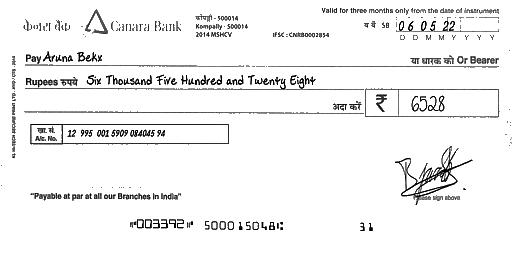 केनरा बैंक Canara Bank
कोंपल्ली - 500014
Kompally - 500014
2014 MSHCV
IFSC : CNRB0002854
Valid for three months only from the date of instrument
06 05 22
D D M M Y Y Y Y
Pay Aruna Bekx
या धारक को Or Bearer
Rupees रुपये Six Thousand Five Hundred and Twenty Eight
अदा करें ₹ 6528
खा. सं.
A/c. No. 12 995 001 5909 084045 94
Please sign above
"Payable at par at all our Branches in India"
⑈003392⑈ 500015048⑆ 31